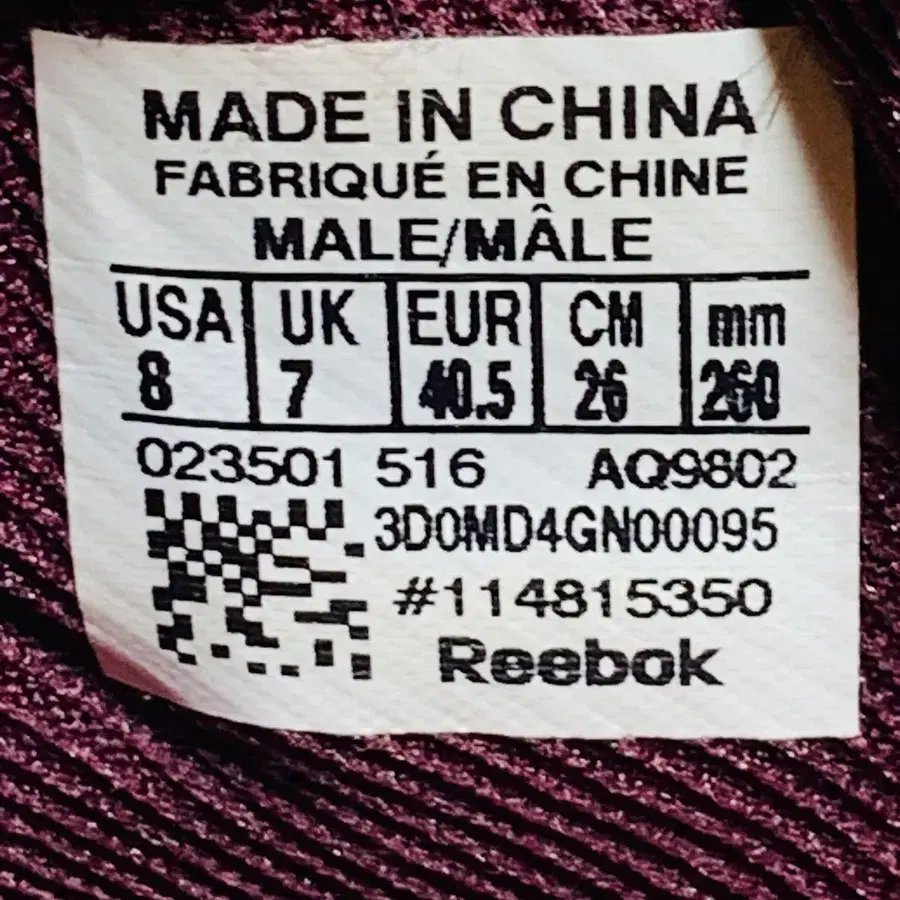 MADE IN CHINA
FABRIQUÉ EN CHINE
MALE/MÂLE
USA UK EUR CM mm
8 7 40.5 26 260
023501 516 AQ9802
3D0MD4GN00095
#114815350
Reebok